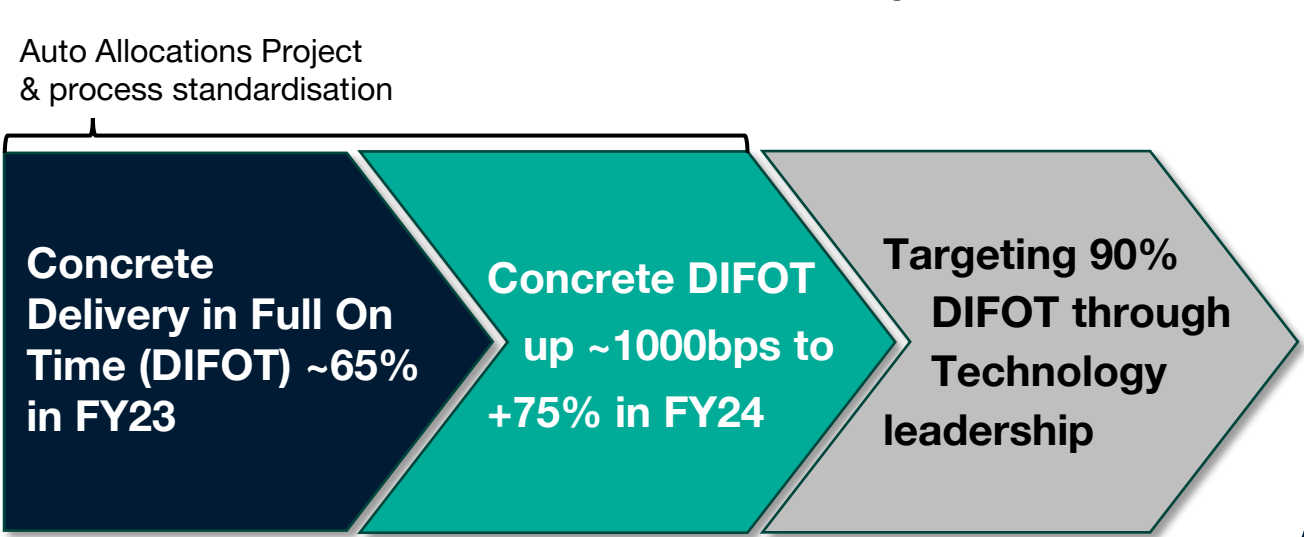 Auto Allocations Project
& process standardisation
Concrete
Delivery in Full On
Time (DIFOT) ~65%
in FY23
Concrete DIFOT
up ~1000bps to
+75% in FY24
Targeting 90%
DIFOT through
Technology
leadership